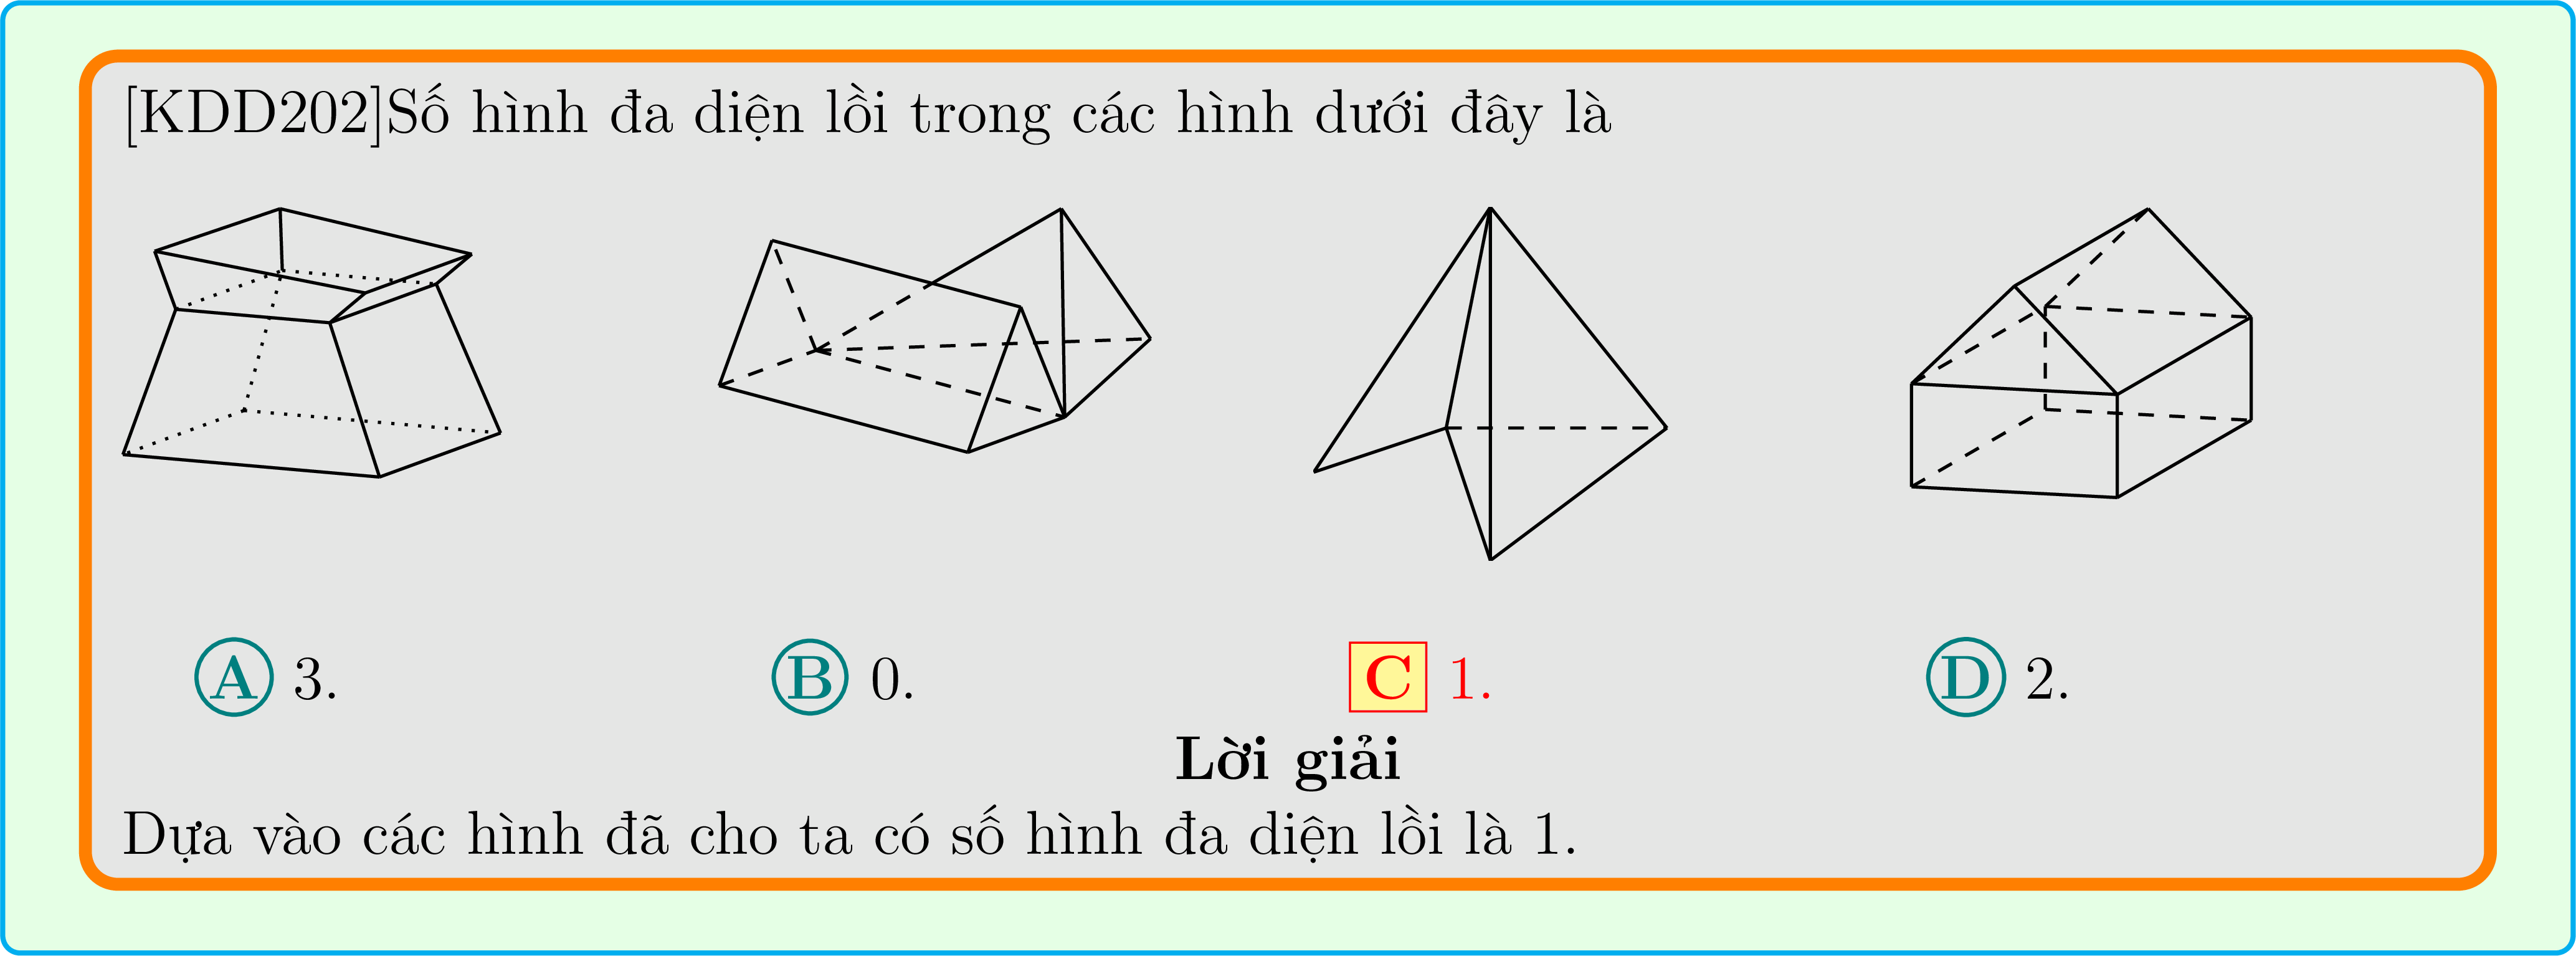 [KDD202]Số hình đa diện lồi trong các hình dưới đây là
A 3. B 0. C 1. D 2.
Lời giải
Dựa vào các hình đã cho ta có số hình đa diện lồi là 1.